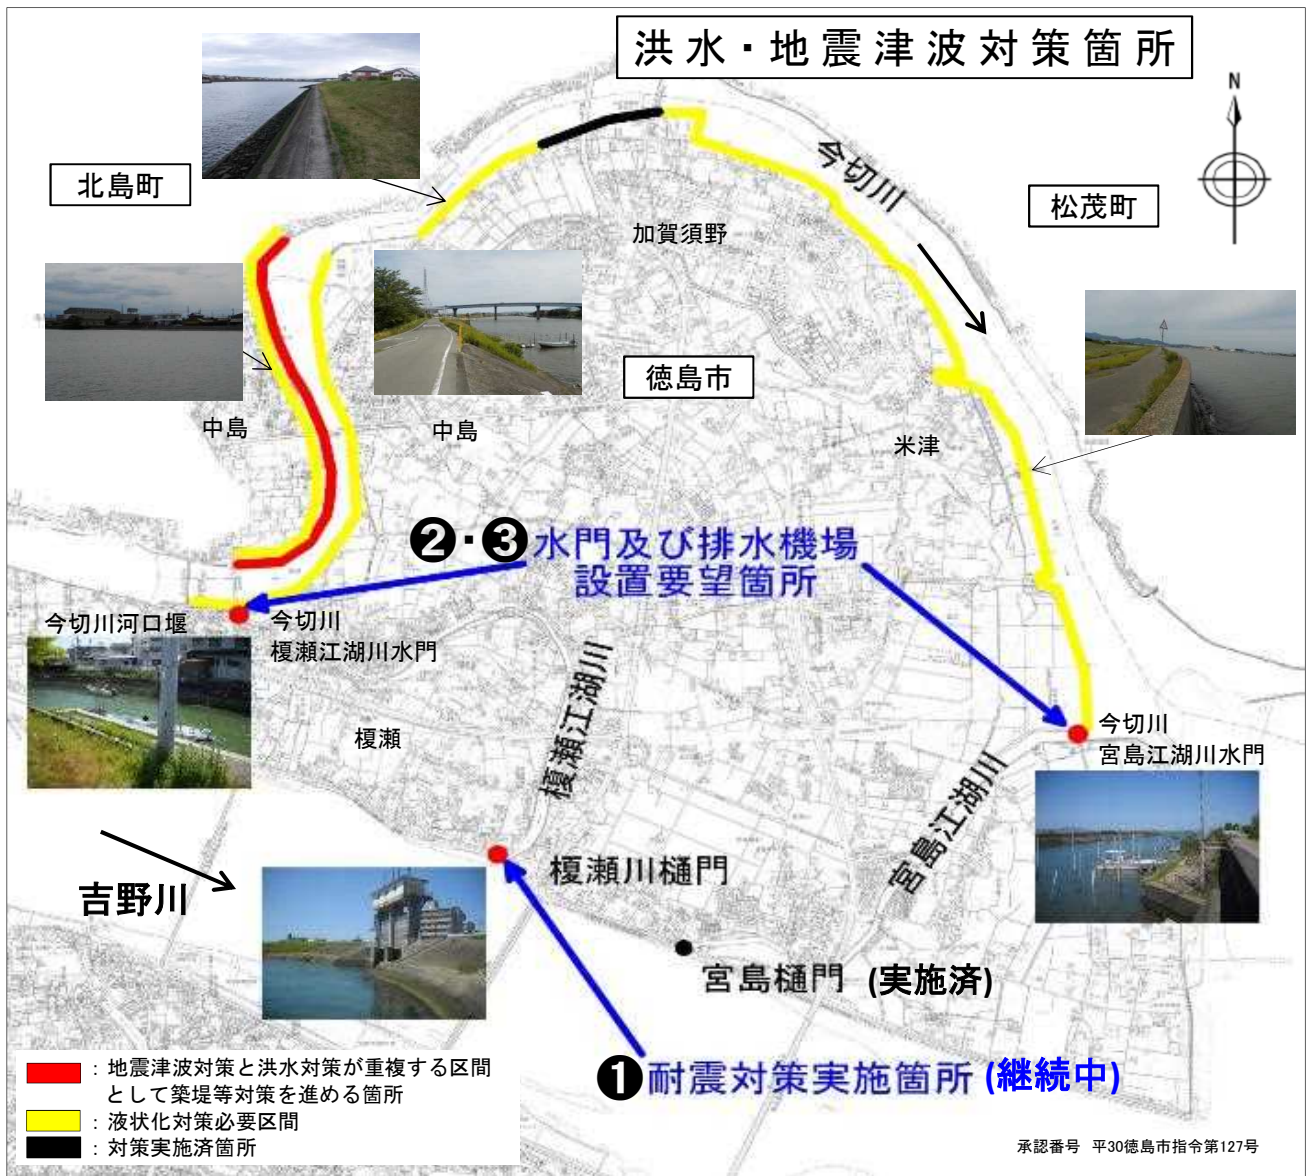 洪水・地震津波対策箇所
N
北島町
今切川
松茂町
加賀須野
徳島市
中島
中島
米津
❷・❸水門及び排水機場
設置要望箇所
今切川河口堰
今切川
榎瀬江湖川水門
榎瀬江湖川
榎瀬
今切川
宮島江湖川水門
宮島江湖川
吉野川
榎瀬川樋門
宮島樋門 (実施済)
❶耐震対策実施箇所 (継続中)
：地震津波対策と洪水対策が重複する区間
として築堤等対策を進める箇所
：液状化対策必要区間
：対策実施済箇所
承認番号 平30徳島市指令第127号